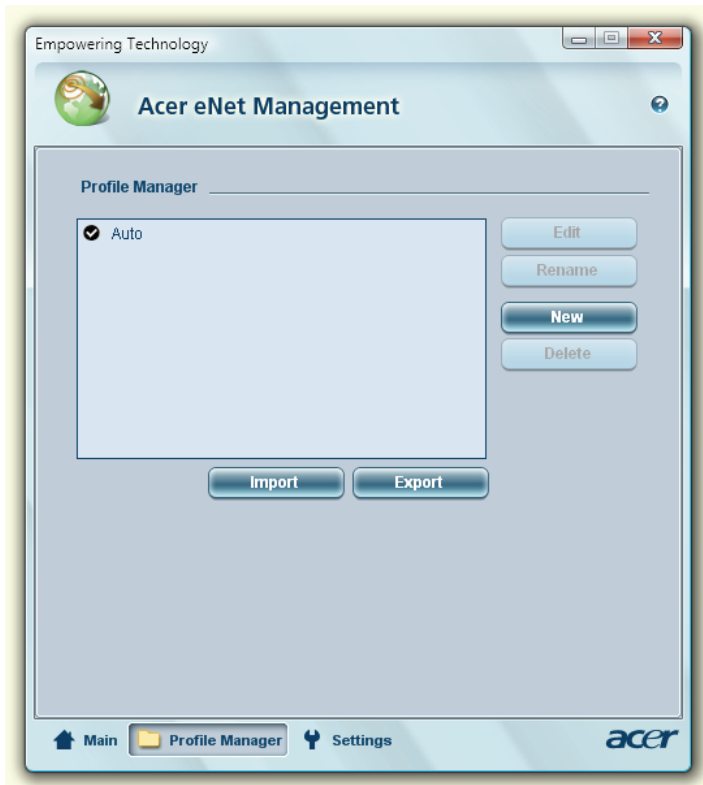 Empowering Technology
Acer eNet Management
Profile Manager
Auto
Edit
Rename
New
Delete
Import
Export
Main
Profile Manager
Settings
acer